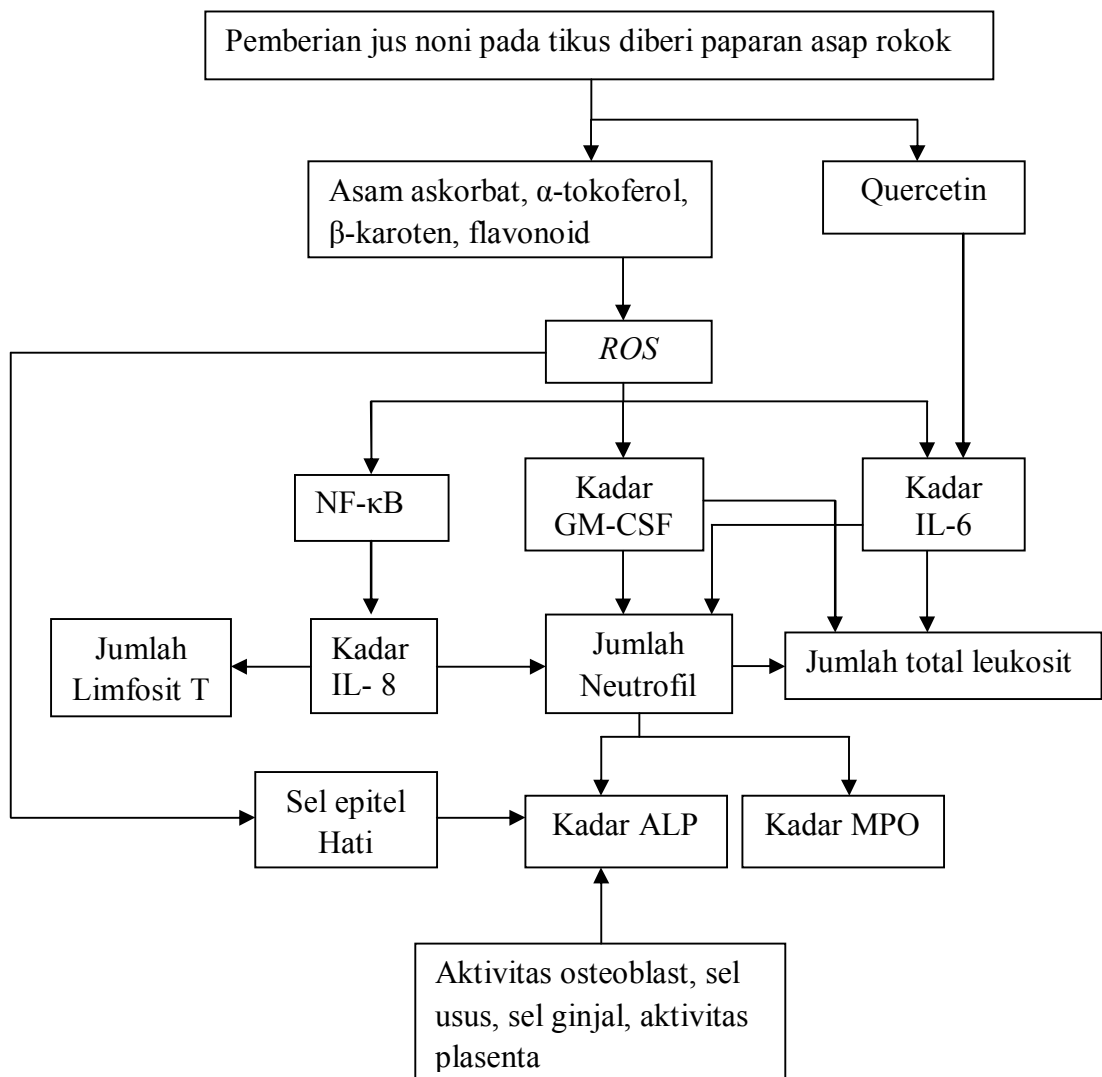 Pemberian jus noni pada tikus diberi paparan asap rokok
Asam askorbat, α-tokoferol,
β-karoten, flavonoid
Quercetin
ROS
NF-κB
Kadar
GM-CSF
Kadar
IL-6
Jumlah
Limfosit T
Kadar
IL- 8
Jumlah
Neutrofil
Jumlah total leukosit
Sel epitel
Hati
Kadar ALP
Kadar MPO
Aktivitas osteoblast, sel
usus, sel ginjal, aktivitas
plasenta